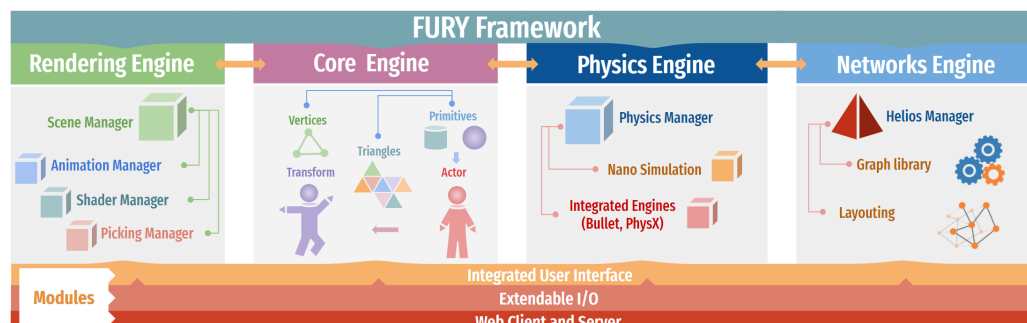 FURY Framework
Rendering Engine
Core Engine
Physics Engine
Networks Engine
Scene Manager
Animation Manager
Shader Manager
Picking Manager
Vertices
Primitives
Triangles
Transform
Actor
Physics Manager
Nano Simulation
Integrated Engines
(Bullet, PhysX)
Helios Manager
Graph library
Layouting
Modules
Integrated User Interface
Extendable I/O
Web Client and Server